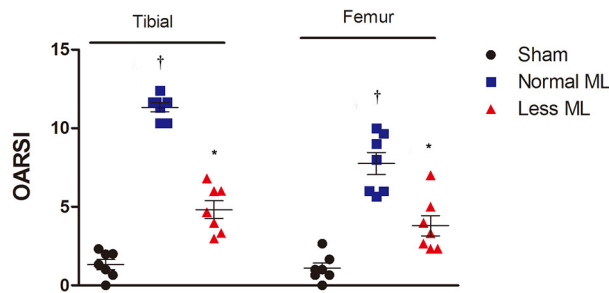 Tibial
Femur
Sham
Normal ML
Less ML
15
10
5
0
OARSI
†
*
†
*